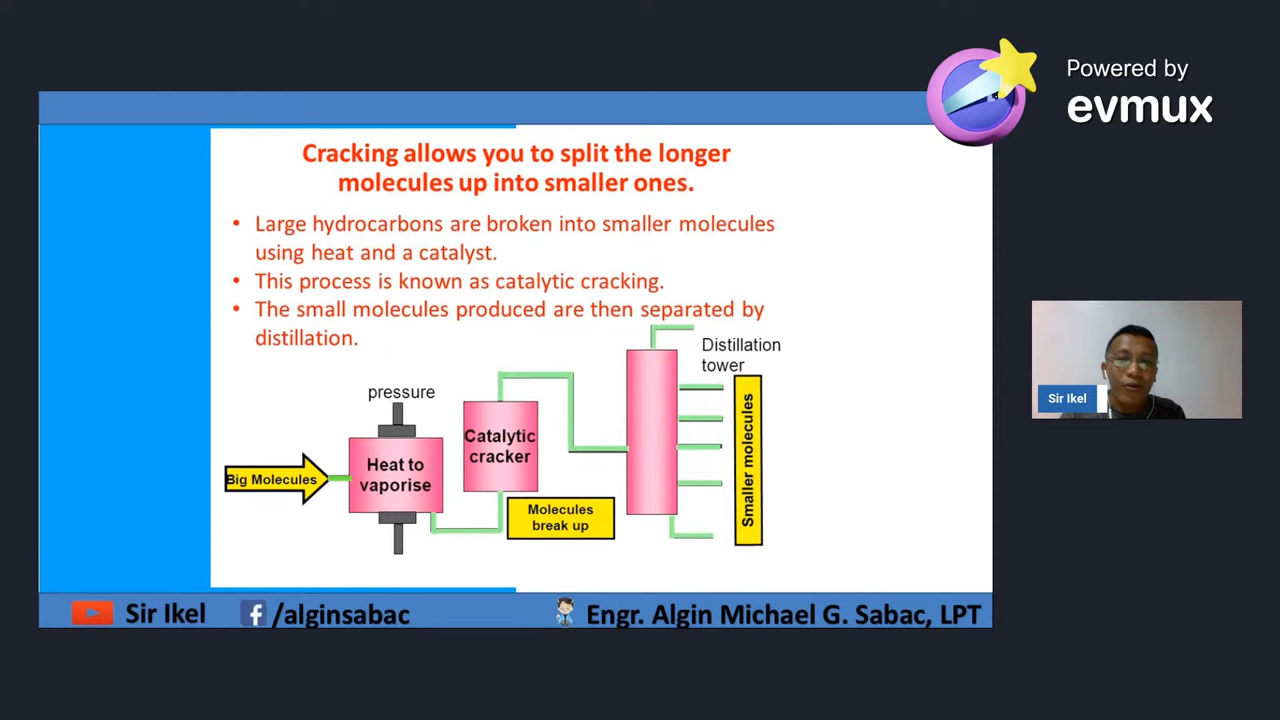 Powered by
evmux
Cracking allows you to split the longer
molecules up into smaller ones.
• Large hydrocarbons are broken into smaller molecules
using heat and a catalyst.
• This process is known as catalytic cracking.
• The small molecules produced are then separated by
distillation.
Distillation
tower
pressure
Big Molecules
Heat to
vaporise
Catalytic
cracker
Molecules
break up
Smaller molecules
Sir Ikel
Sir Ikel
/alginsabac
Engr. Algin Michael G. Sabac, LPT